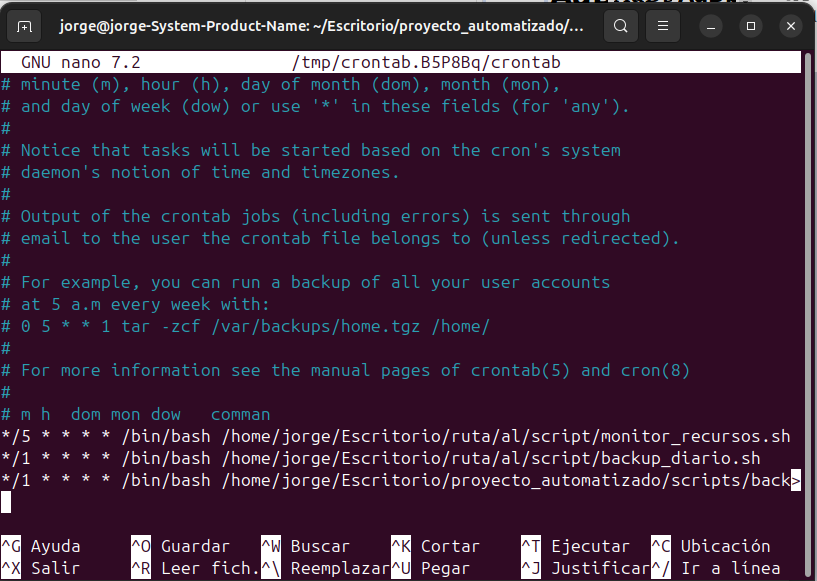 jorge@jorge-System-Product-Name: ~/Escritorio/proyecto_automatizado/...
GNU nano 7.2 /tmp/crontab.B5P8Bq/crontab
# minute (m), hour (h), day of month (dom), month (mon),
# and day of week (dow) or use '*' in these fields (for 'any').
#
# Notice that tasks will be started based on the cron's system
# daemon's notion of time and timezones.
#
# Output of the crontab jobs (including errors) is sent through
# email to the user the crontab file belongs to (unless redirected).
#
# For example, you can run a backup of all your user accounts
# at 5 a.m every week with:
# 0 5 * * 1 tar -zcf /var/backups/home.tgz /home/
#
# For more information see the manual pages of crontab(5) and cron(8)
#
# m h  dom mon dow   comman
*/5 * * * * /bin/bash /home/jorge/Escritorio/ruta/al/script/monitor_recursos.sh
*/1 * * * * /bin/bash /home/jorge/Escritorio/ruta/al/script/backup_diario.sh
*/1 * * * * /bin/bash /home/jorge/Escritorio/proyecto_automatizado/scripts/back>
^G Ayuda ^O Guardar ^W Buscar ^K Cortar ^T Ejecutar ^C Ubicación
^X Salir ^R Leer fich. ^\ Reemplazar ^U Pegar ^J Justificar ^/ Ir a línea